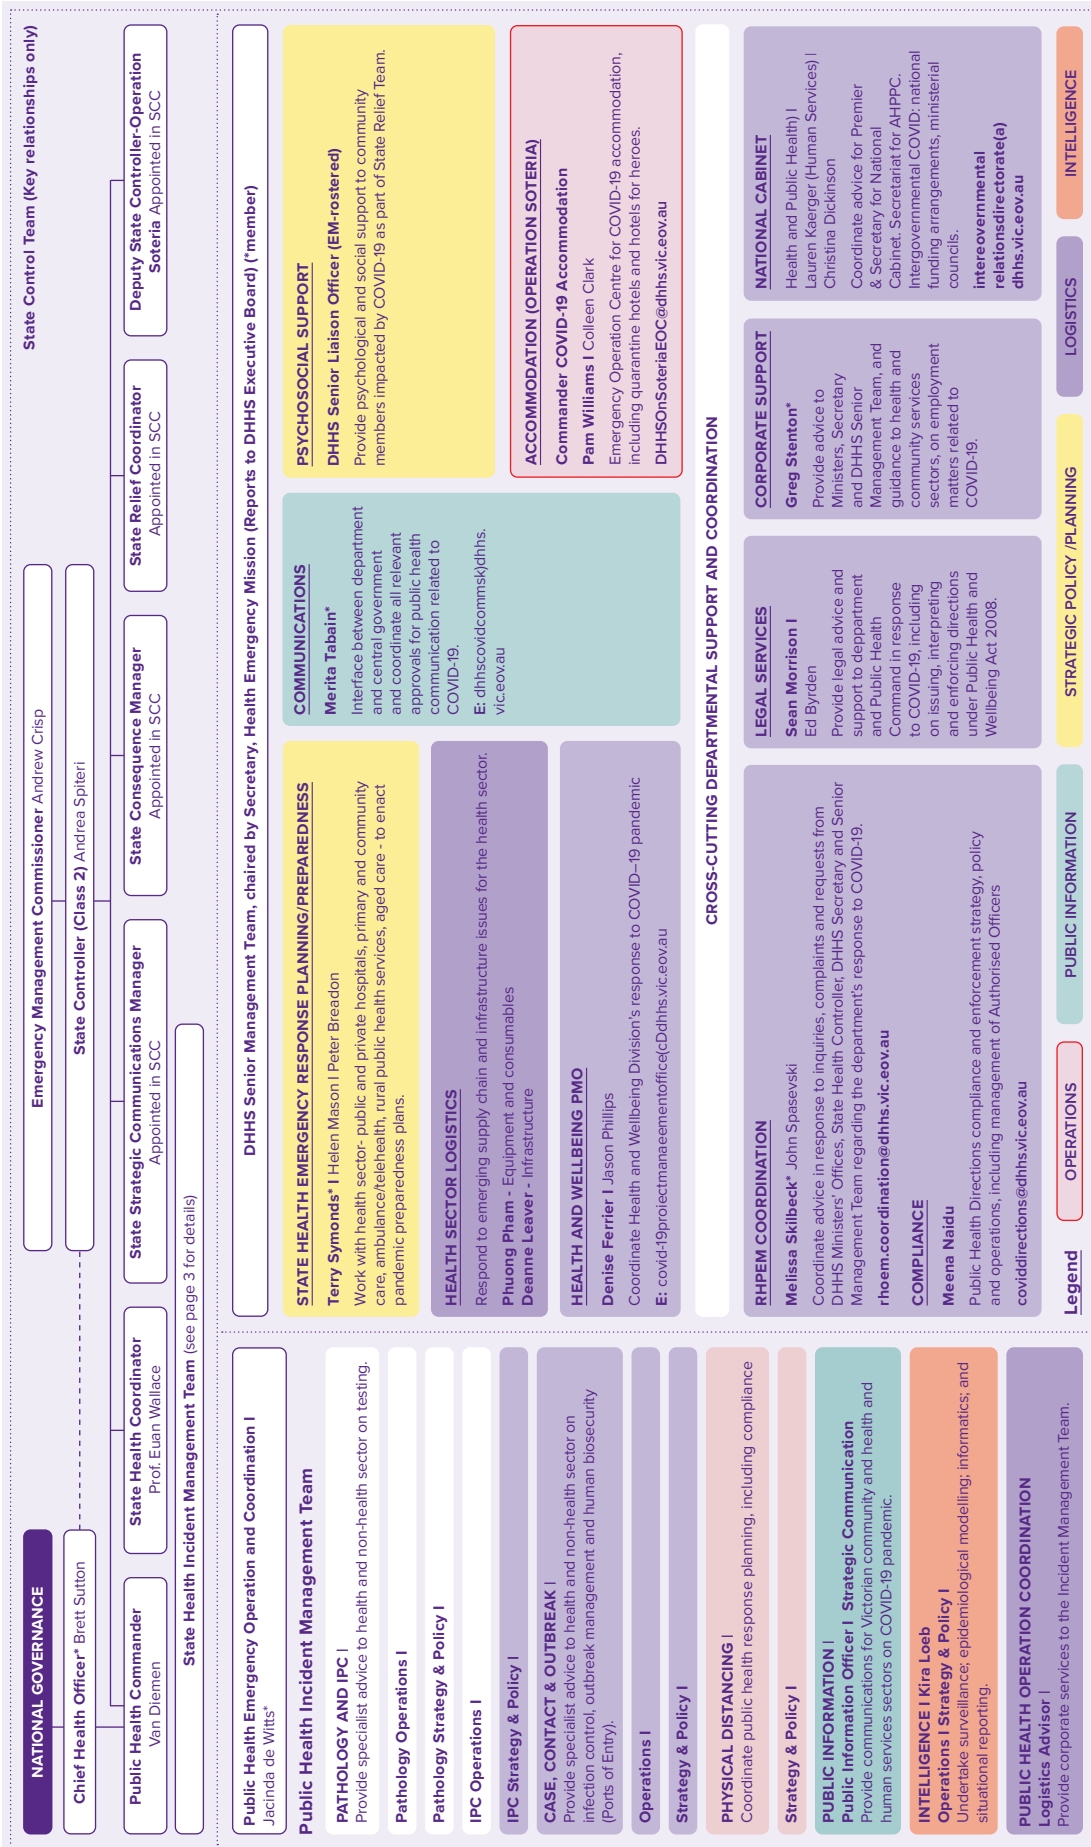 NATIONAL GOVERNANCE
Chief Health Officer* Brett Sutton
Emergency Management Commissioner Andrew Crisp
State Controller (Class 2) Andrea Spiteri
State Control Team (Key relationships only)
Public Health Commander
Van Diemen
State Health Coordinator
Prof. Euan Wallace
State Strategic Communications Manager
Appointed in SCC
State Consequence Manager
Appointed in SCC
State Relief Coordinator
Appointed in SCC
Deputy State Controller-Operation
Soteria Appointed in SCC
State Health Incident Management Team (see page 3 for details)
Public Health Emergency Operation and Coordination I
Jacinda de Witts*
Public Health Incident Management Team
PATHOLOGY AND IPC |
Provide specialist advice to health and non-health sector on testing.
Pathology Operations I
Pathology Strategy & Policy I
IPC Operations I
IPC Strategy & Policy I
CASE, CONTACT & OUTBREAK |
Provide specialist advice to health and non-health sector on
infection control, outbreak management and human biosecurity
(Ports of Entry).
Operations I
Strategy & Policy I
PHYSICAL DISTANCING |
Coordinate public health response planning, including compliance
Strategy & Policy I
PUBLIC INFORMATION |
Public Information Officer I Strategic Communication
Provide communications for Victorian community and health and
human services sectors on COVID-19 pandemic.
INTELLIGENCE I Kira Loeb
Operations I Strategy & Policy I
Undertake surveillance; epidemiological modelling; informatics; and
situational reporting.
PUBLIC HEALTH OPERATION COORDINATION
Logistics Advisor |
Provide corporate services to the Incident Management Team.
DHHS Senior Management Team, chaired by Secretary, Health Emergency Mission (Reports to DHHS Executive Board) (*member)
STATE HEALTH EMERGENCY RESPONSE PLANNING/PREPAREDNESS
Terry Symonds* I Helen Mason I Peter Breadon
Work with health sector- public and private hospitals, primary and community
care, ambulance/telehealth, rural public health services, aged care - to enact
pandemic preparedness plans.
HEALTH SECTOR LOGISTICS
Respond to emerging supply chain and infrastructure issues for the health sector.
Phuong Pham - Equipment and consumables
Deanne Leaver - Infrastructure
HEALTH AND WELLBEING PMO
Denise Ferrier I Jason Phillips
Coordinate Health and Wellbeing Division's response to COVID–19 pandemic
E: covid-19proiectmanaeementoffice(cDdhhs.vic.eov.au
COMMUNICATIONS
Merita Tabain*
Interface between department
and central government
and coordinate all relevant
approvals for public health
communication related to
COVID-19.
E: dhhscovidcommsk)dhhs.
vic.eov.au
PSYCHOSOCIAL SUPPORT
DHHS Senior Liaison Officer (EM-rostered)
Provide psychological and social support to community
members impacted by COVID-19 as part of State Relief Team.
ACCOMMODATION (OPERATION SOTERIA)
Commander COVID-19 Accommodation
Pam Williams I Colleen Clark
Emergency Operation Centre for COVID-19 accommodation,
including quarantine hotels and hotels for heroes.
DHHSOnSoteriaEOC@dhhs.vic.eov.au
CROSS-CUTTING DEPARTMENTAL SUPPORT AND COORDINATION
RHPEM COORDINATION
Melissa Skilbeck* John Spasevski
Coordinate advice in response to inquiries, complaints and requests from
DHHS Ministers' Offices, State Health Controller, DHHS Secretary and Senior
Management Team regarding the department's response to COVID-19.
rhoem.coordination@dhhs.vic.eov.au
COMPLIANCE
Meena Naidu
Public Health Directions compliance and enforcement strategy, policy
and operations, including management of Authorised Officers
coviddirections@dhhs.vic.eov.au
LEGAL SERVICES
Sean Morrison I
Ed Byrden
Provide legal advice and
support to deppartment
and Public Health
Command in response
to COVID-19, including
on issuing, interpreting
and enforcing directions
under Public Health and
Wellbeing Act 2008.
CORPORATE SUPPORT
Greg Stenton*
Provide advice to
Ministers, Secretary
and DHHS Senior
Management Team, and
guidance to health and
community services
sectors, on employment
matters related to
COVID-19.
NATIONAL CABINET
Health and Public Health) I
Lauren Kaerger (Human Services) |
Christina Dickinson
Coordinate advice for Premier
& Secretary for National
Cabinet. Secretariat for AHPPC.
Intergovernmental COVID: national
funding arrangements, ministerial
councils.
intereovernmental
relationsdirectorate(a)
dhhs.vic.eov.au
Legend
OPERATIONS
PUBLIC INFORMATION
STRATEGIC POLICY /PLANNING
LOGISTICS
INTELLIGENCE